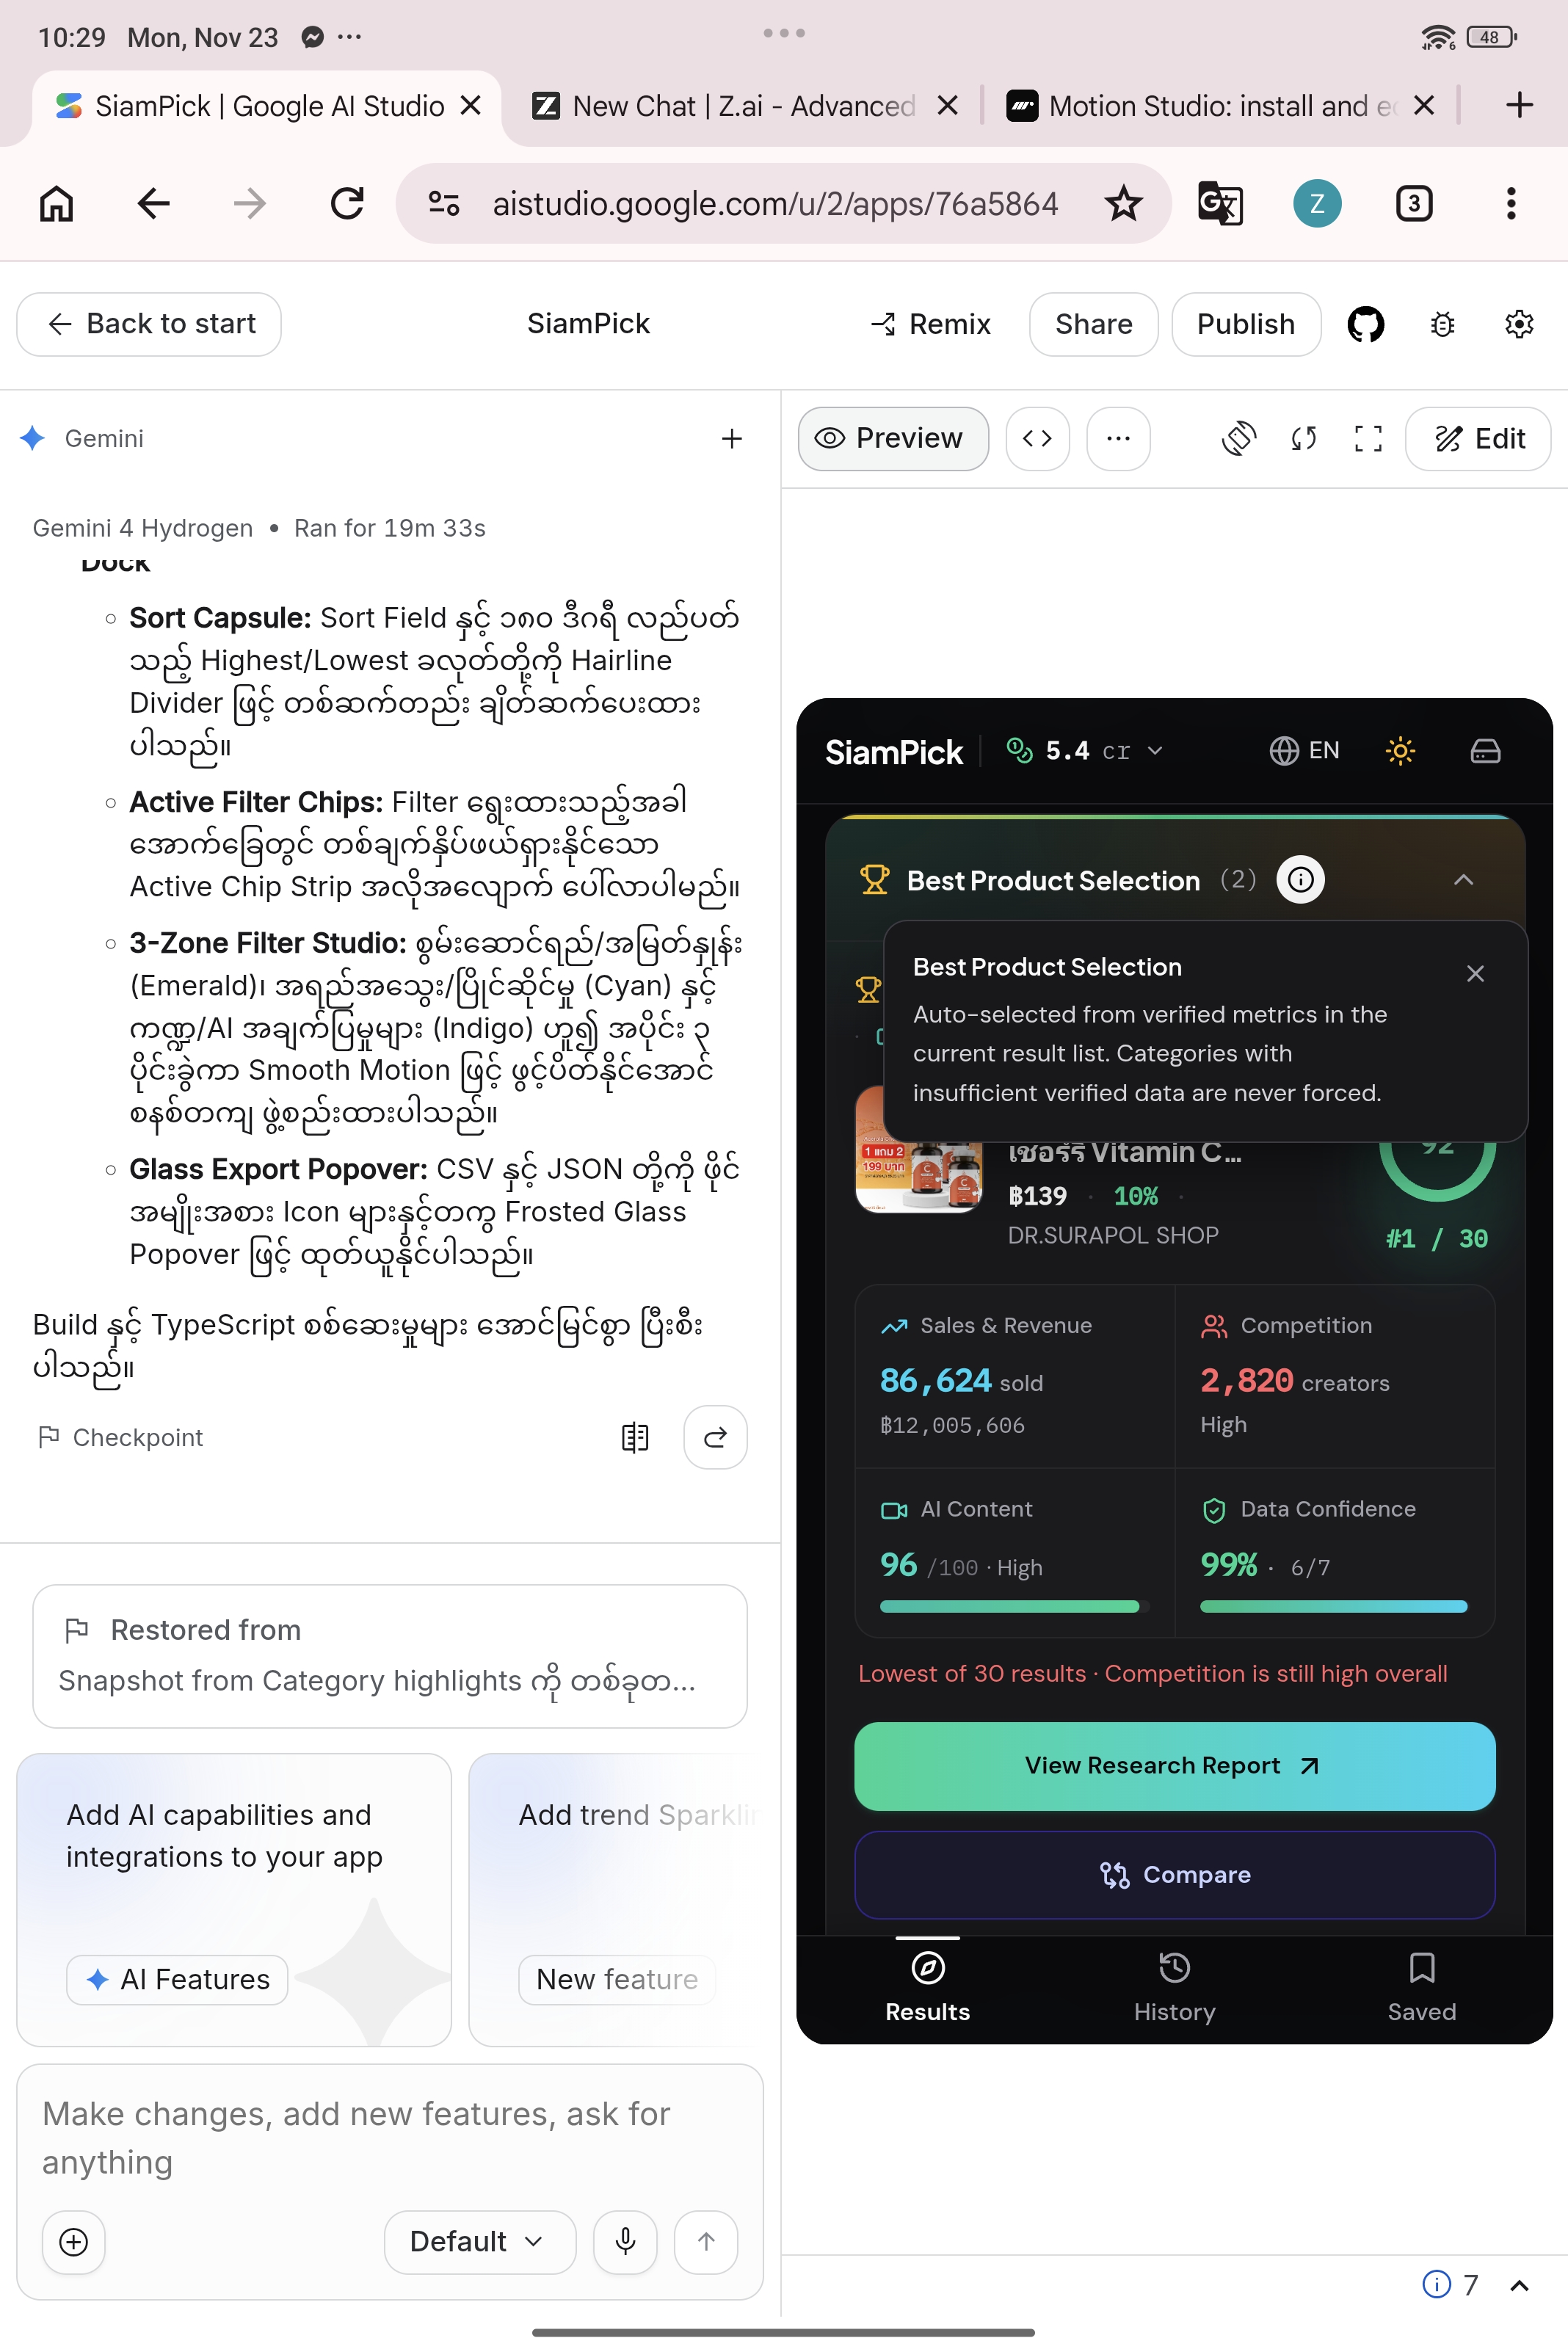 10:29 Mon, Nov 23
48
SiamPick | Google AI Studio
New Chat | Z.ai - Advanced
Motion Studio: install and
aistudio.google.com/u/2/apps/76a5864
Z
3
Back to start
SiamPick
Remix
Share
Publish
Gemini
Preview
Edit
Gemini 4 Hydrogen • Ran for 19m 33s
Dock
Sort Capsule: Sort Field နှင့် ၁၈၀ ဒီဂရီ လည်ပတ်
သည့် Highest/Lowest ခလုတ်တို့ကို Hairline
Divider ဖြင့် တစ်ဆက်တည်း ချိတ်ဆက်ပေးထား
ပါသည်။
Active Filter Chips: Filter ရွေးထားသည့်အခါ
အောက်ခြေတွင် တစ်ချက်နှိပ်ဖယ်ရှားနိုင်သော
Active Chip Strip အလိုအလျောက် ပေါ်လာပါမည်။
3-Zone Filter Studio: စွမ်းဆောင်ရည်/အမြတ်နှုန်း
(Emerald)၊ အရည်အသွေး/ပြိုင်ဆိုင်မှု (Cyan) နှင့်
ကဏ္ဍ/AI အချက်ပြမှုများ (Indigo) ဟူ၍ အပိုင်း ၃
ပိုင်းခွဲကာ Smooth Motion ဖြင့် ဖွင့်ပိတ်နိုင်အောင်
စနစ်တကျ ဖွဲ့စည်းထားပါသည်။
Glass Export Popover: CSV နှင့် JSON တို့ကို ဖိုင်
အမျိုးအစား Icon များနှင့်တကွ Frosted Glass
Popover ဖြင့် ထုတ်ယူနိုင်ပါသည်။
Build နှင့် TypeScript စစ်ဆေးမှုများ အောင်မြင်စွာ ပြီးစီး
ပါသည်။
Checkpoint
Restored from
Snapshot from Category highlights ကို တစ်ခုတ...
Add AI capabilities and
integrations to your app
AI Features
Add trend Sparklin
New feature
Make changes, add new features, ask for
anything
Default
SiamPick
5.4 cr
EN
Best Product Selection (2)
Best Product Selection
Auto-selected from verified metrics in the
current result list. Categories with
insufficient verified data are never forced.
1 แถม 2
199 บาท
Vitamin C...
92
฿139 · 10% ·
DR.SURAPOL SHOP
#1 / 30
Sales & Revenue
86,624 sold
฿12,005,606
Competition
2,820 creators
High
AI Content
96 /100 · High
Data Confidence
99% · 6/7
Lowest of 30 results · Competition is still high overall
View Research Report
Compare
Results
History
Saved
7